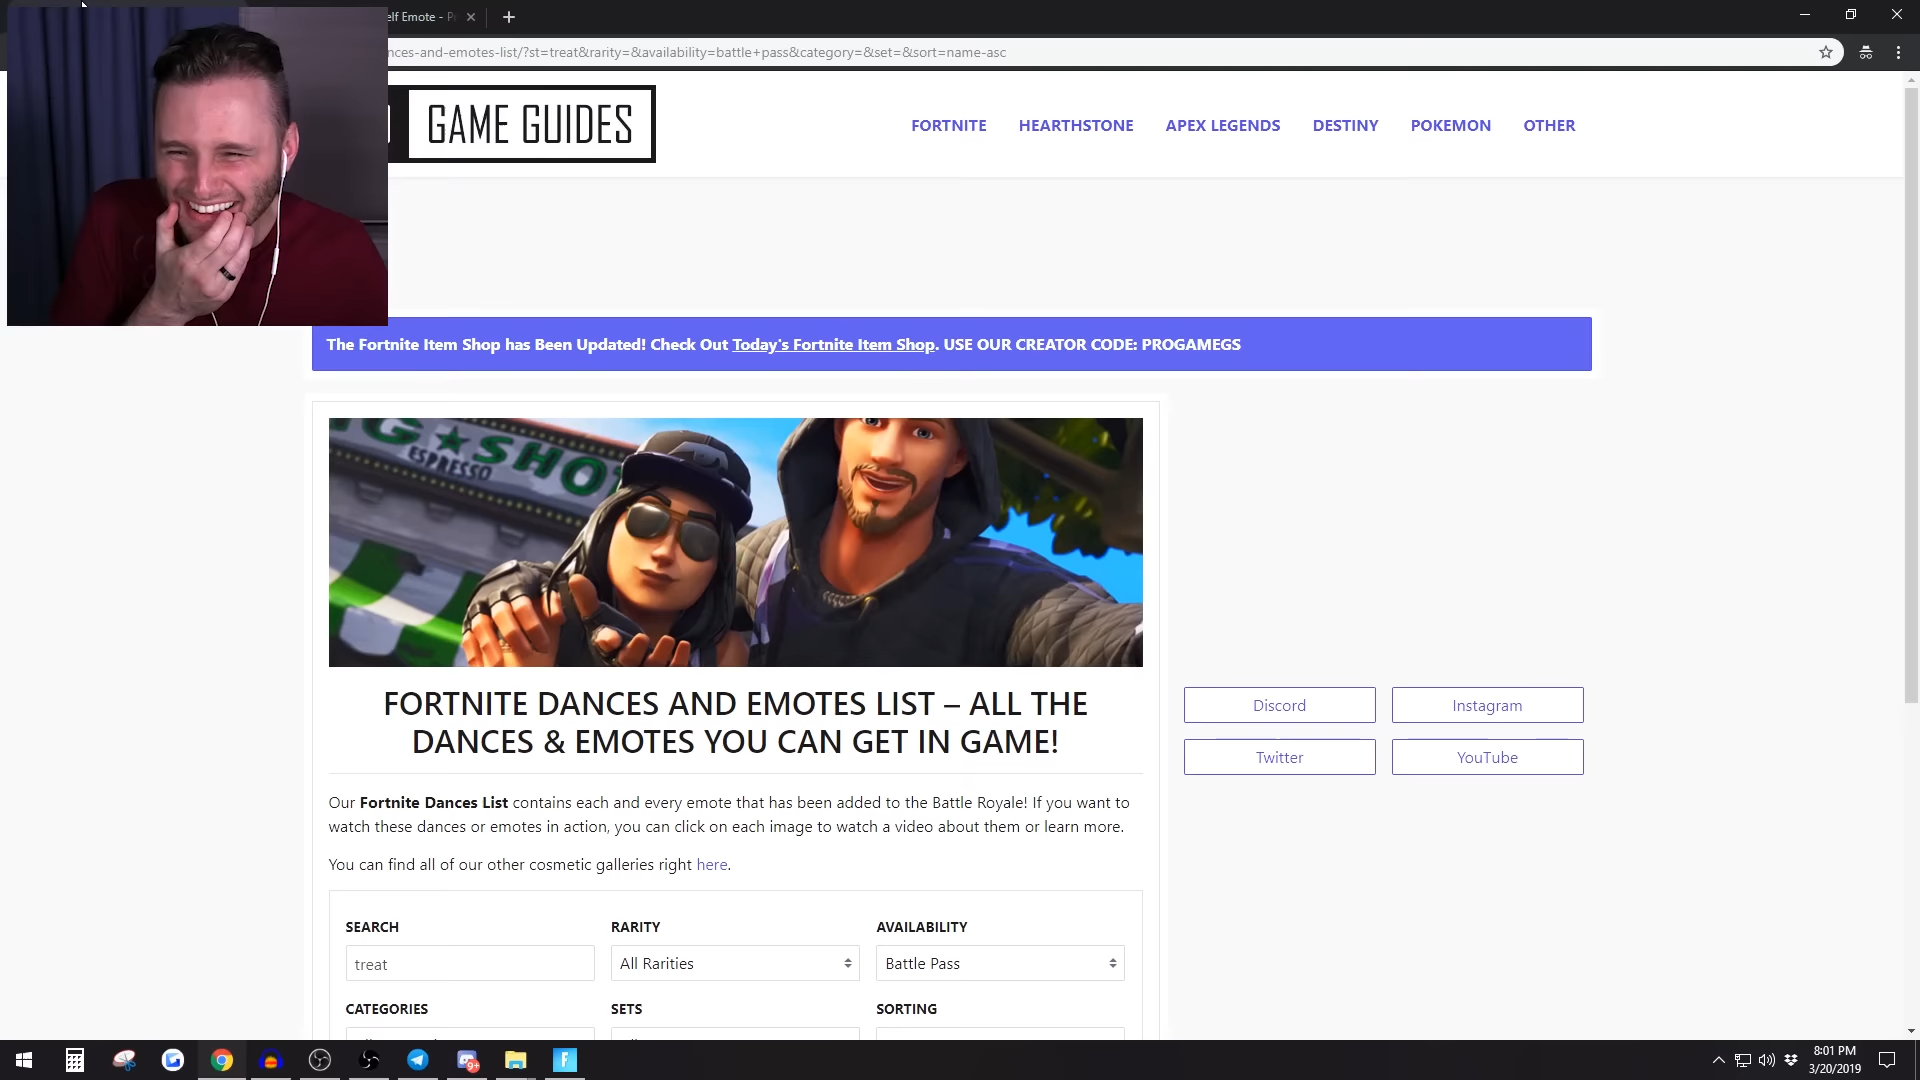 elf Emote - P
nces-and-emotes-list/?st=treat&rarity=&availability=battle+pass&category=&set=&sort=name-asc
GAME GUIDES
FORTNITE HEARTHSTONE APEX LEGENDS DESTINY POKEMON OTHER
The Fortnite Item Shop has Been Updated! Check Out Today's Fortnite Item Shop. USE OUR CREATOR CODE: PROGAMEGS
G★SHOT
ESPRESSO
FORTNITE DANCES AND EMOTES LIST – ALL THE
DANCES & EMOTES YOU CAN GET IN GAME!
Discord Instagram
Twitter YouTube
Our Fortnite Dances List contains each and every emote that has been added to the Battle Royale! If you want to
watch these dances or emotes in action, you can click on each image to watch a video about them or learn more.
You can find all of our other cosmetic galleries right here.
SEARCH RARITY AVAILABILITY
treat All Rarities Battle Pass
CATEGORIES SETS SORTING
9+
F
8:01 PM
3/20/2019